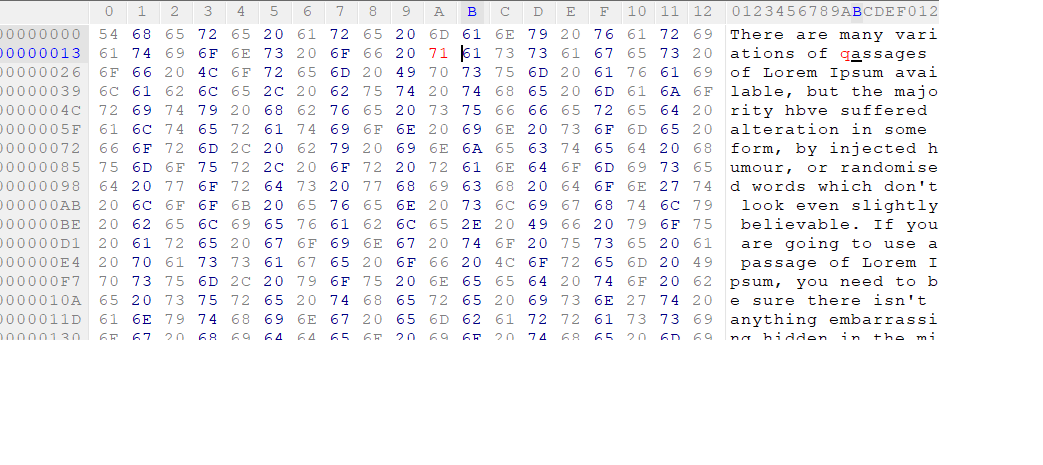 0 1 2 3 4 5 6 7 8 9 A B C D E F 10 11 12 0123456789ABCDEF012
00000000 54 68 65 72 65 20 61 72 65 20 6D 61 6E 79 20 76 61 72 69 There are many vari
00000013 61 74 69 6F 6E 73 20 6F 66 20 71 61 73 73 61 67 65 73 20 ations of qassages
00000026 6F 66 20 4C 6F 72 65 6D 20 49 70 73 75 6D 20 61 76 61 69 of Lorem Ipsum avai
00000039 6C 61 62 6C 65 2C 20 62 75 74 20 74 68 65 20 6D 61 6A 6F lable, but the majo
0000004C 72 69 74 79 20 68 62 76 65 20 73 75 66 66 65 72 65 64 20 rity hbve suffered
0000005F 61 6C 74 65 72 61 74 69 6F 6E 20 69 6E 20 73 6F 6D 65 20 alteration in some
00000072 66 6F 72 6D 2C 20 62 79 20 69 6E 6A 65 63 74 65 64 20 68 form, by injected h
00000085 75 6D 6F 75 72 2C 20 6F 72 20 72 61 6E 64 6F 6D 69 73 65 umour, or randomise
00000098 64 20 77 6F 72 64 73 20 77 68 69 63 68 20 64 6F 6E 27 74 d words which don't
000000AB 20 6C 6F 6F 6B 20 65 76 65 6E 20 73 6C 69 67 68 74 6C 79 look even slightly
000000BE 20 62 65 6C 69 65 76 61 62 6C 65 2E 20 49 66 20 79 6F 75 believable. If you
000000D1 20 61 72 65 20 67 6F 69 6E 67 20 74 6F 20 75 73 65 20 61 are going to use a
000000E4 20 70 61 73 73 61 67 65 20 6F 66 20 4C 6F 72 65 6D 20 49 passage of Lorem I
000000F7 70 73 75 6D 2C 20 79 6F 75 20 6E 65 65 64 20 74 6F 20 62 psum, you need to b
0000010A 65 20 73 75 72 65 20 74 68 65 72 65 20 69 73 6E 27 74 20 e sure there isn't
0000011D 61 6E 79 74 68 69 6E 67 20 65 6D 62 61 72 72 61 73 73 69 anything embarrassi
00000130 6E 67 20 68 69 64 64 65 6E 20 69 6E 20 74 68 65 20 6D 69 ng hidden in the mi